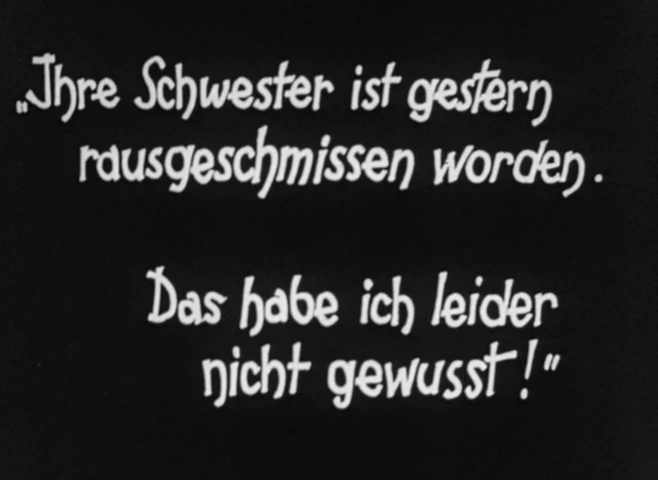 „Ihre Schwester ist gestern
rausgeschmissen worden.
Das habe ich leider
nicht gewusst!"